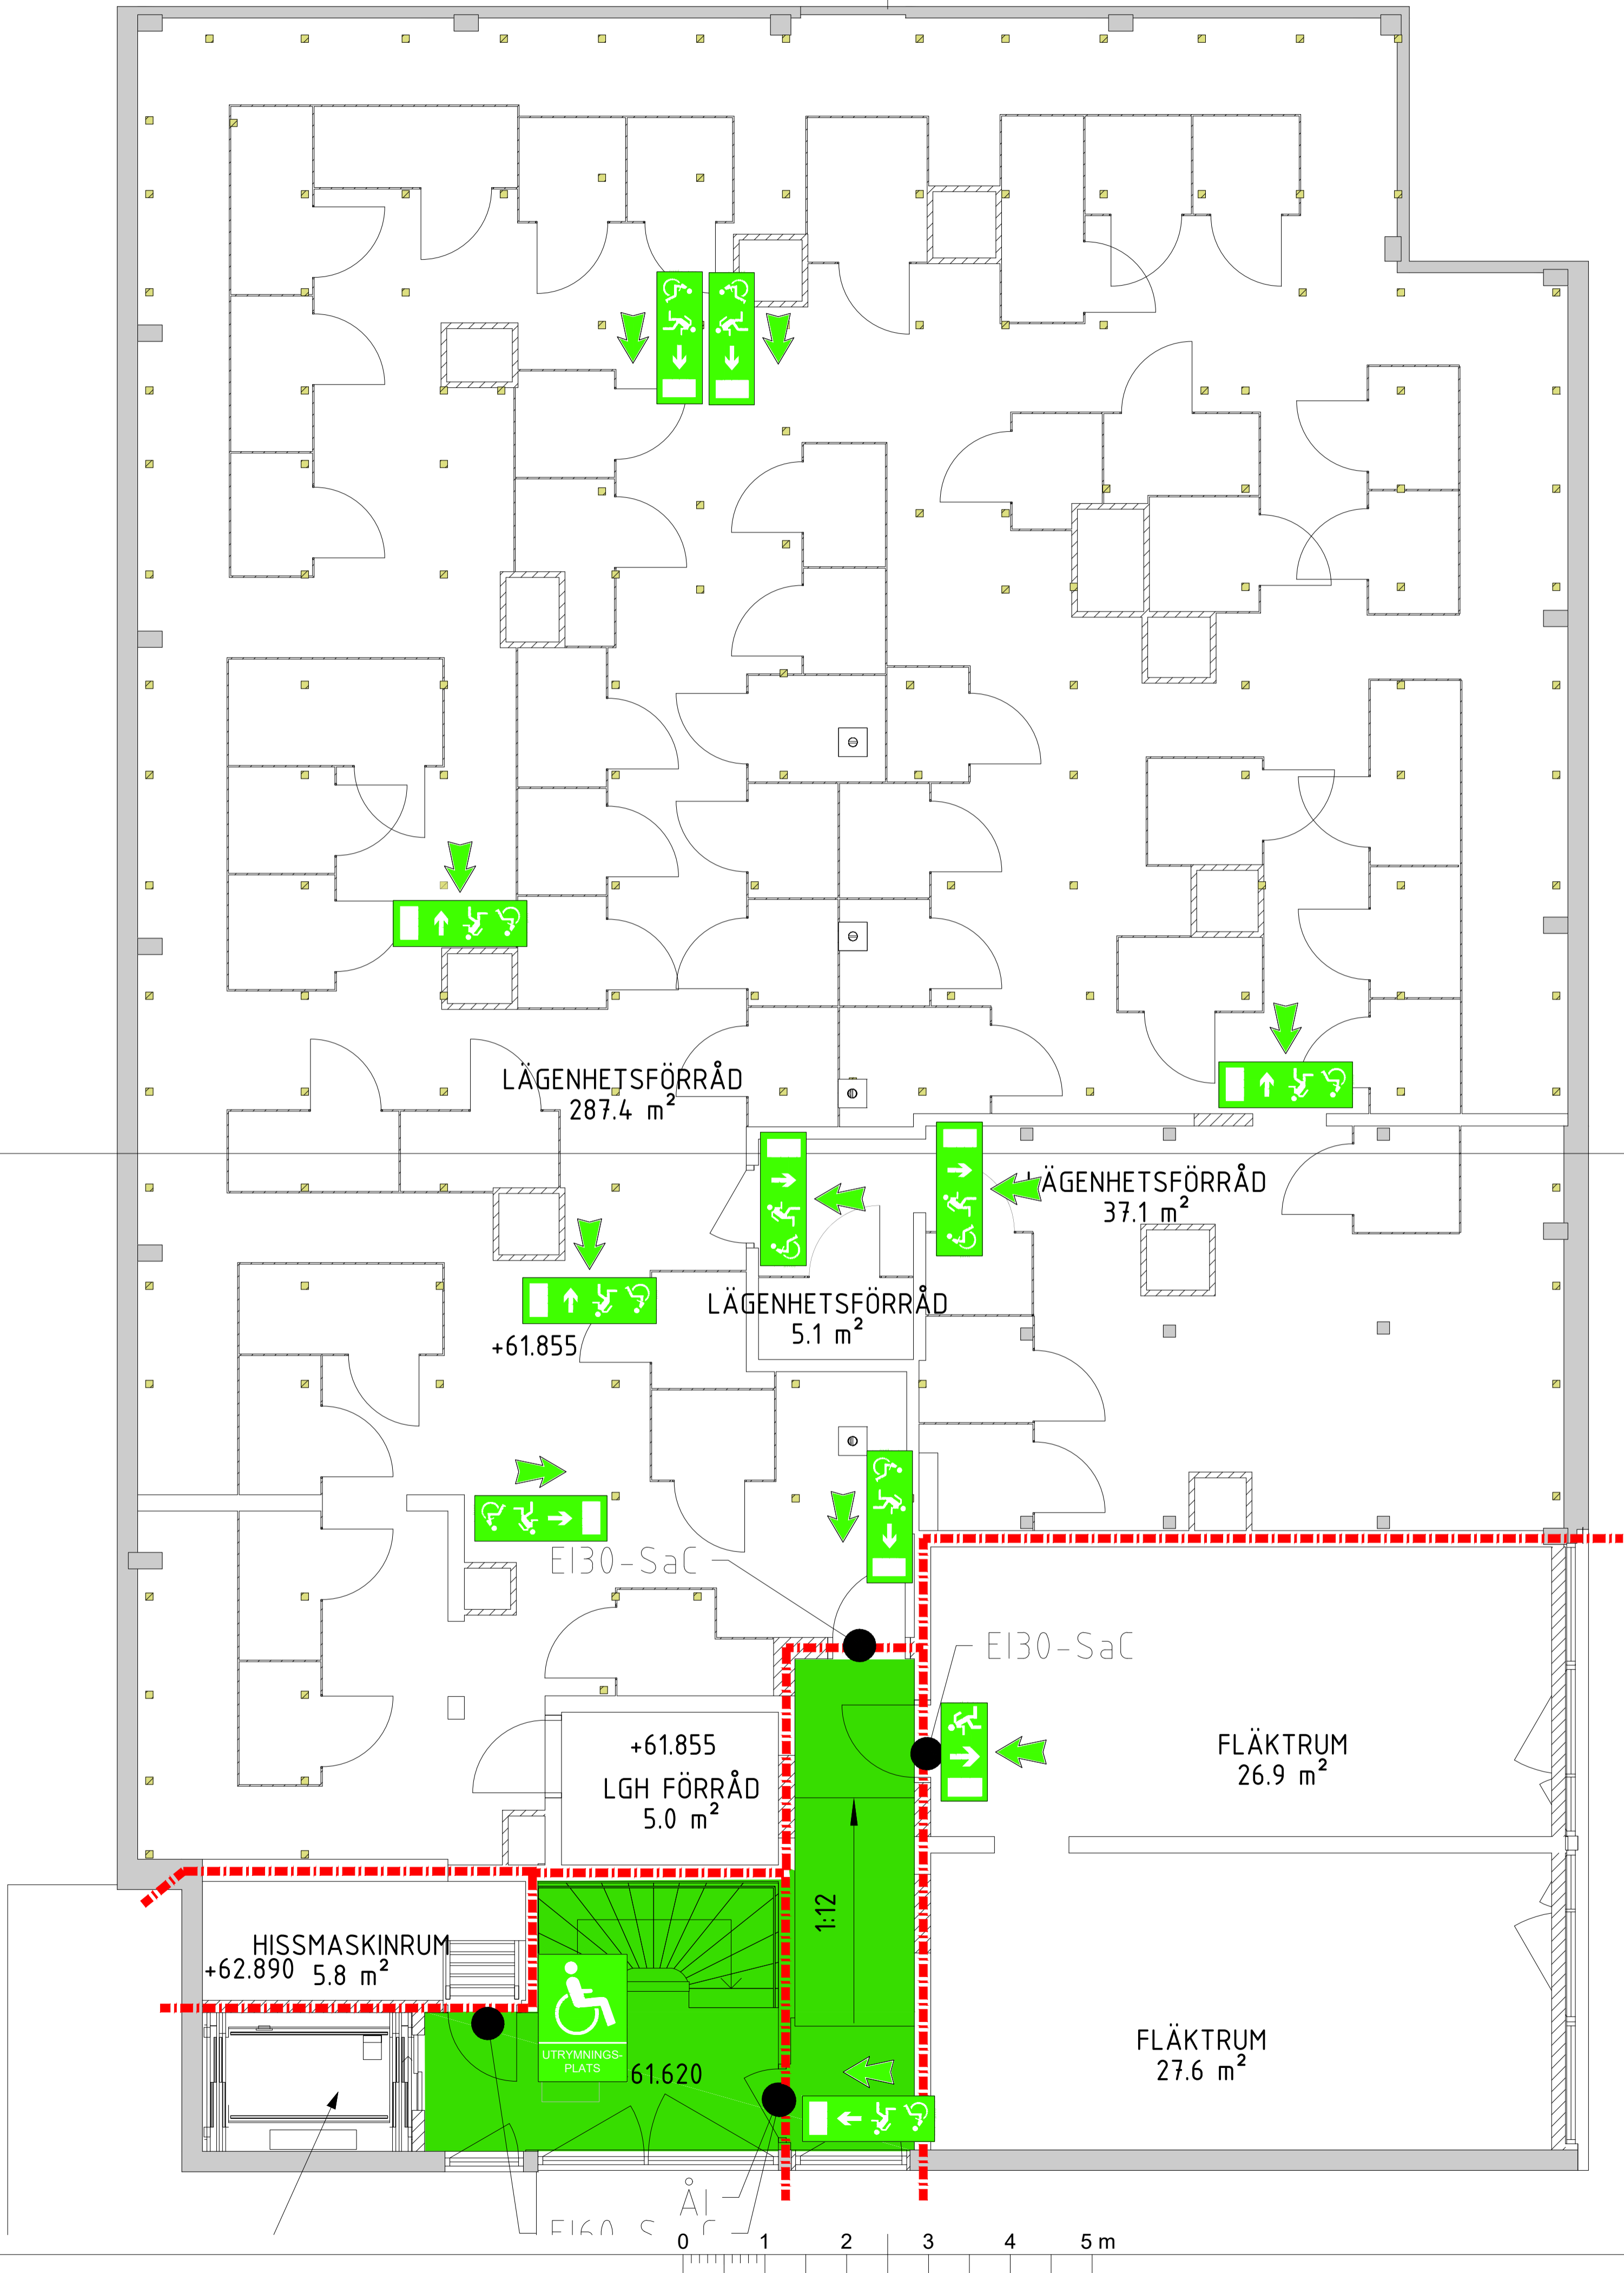 LÄGENHETSFÖRRÅD
287.4 m²
LÄGENHETSFÖRRÅD
37.1 m²
LÄGENHETSFÖRRÅD
5.1 m²
+61.855
EI30-SaC
EI30-SaC
+61.855
LGH FÖRRÅD
5.0 m²
FLÄKTRUM
26.9 m²
1:12
HISSMASKINRUM
+62.890 5.8 m²
UTRYMNINGS-
PLATS
61.620
FLÄKTRUM
27.6 m²
0 1 2 3 4 5 m